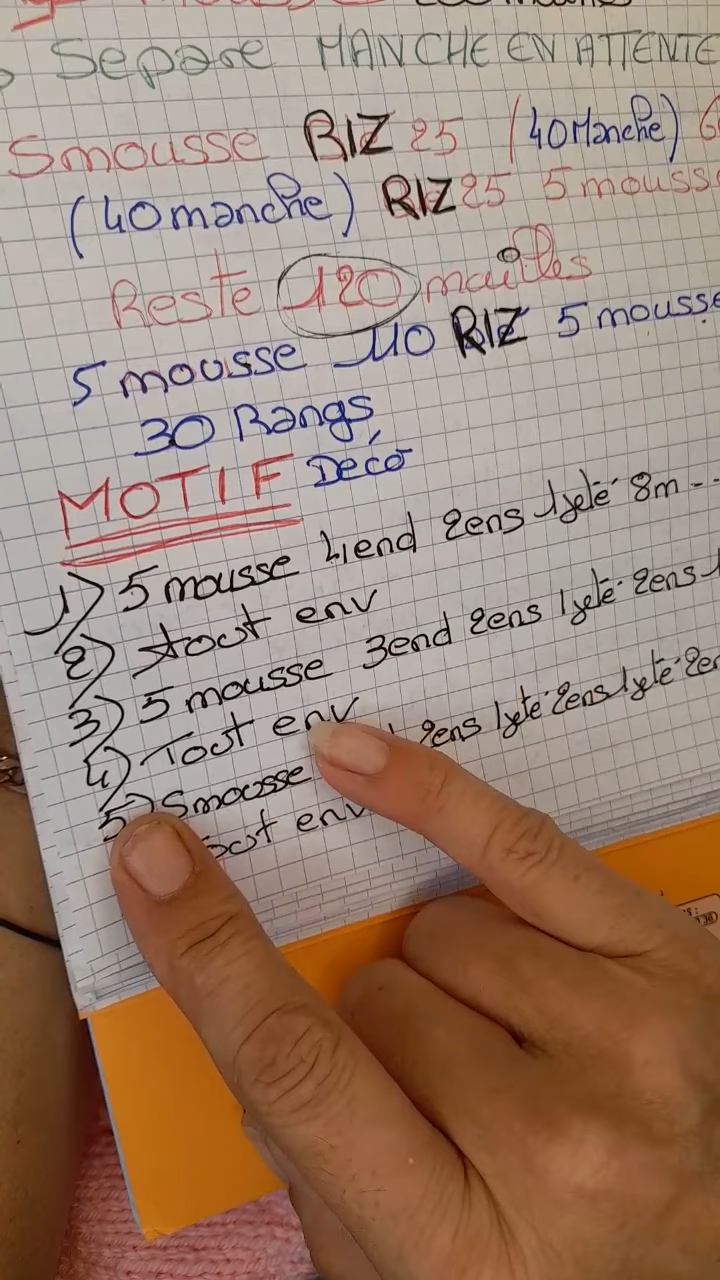 Separe MANCHE EN ATTENTE
5mousse RIZ 25 (40Manche)
(40manche) RIZ 25 5 mousse
Reste 120 mailles
5 mousse 110 RIZ 5 mousse
30 Rangs
MOTIF Déco
1) 5 mousse 4end 2ens 1jeté 8m --
2) tout env
3) 5 mousse 3end 2ens 1jeté 2ens
4) Tout env
5) 5mousse 2ens 1jeté 2ens 1jeté
env